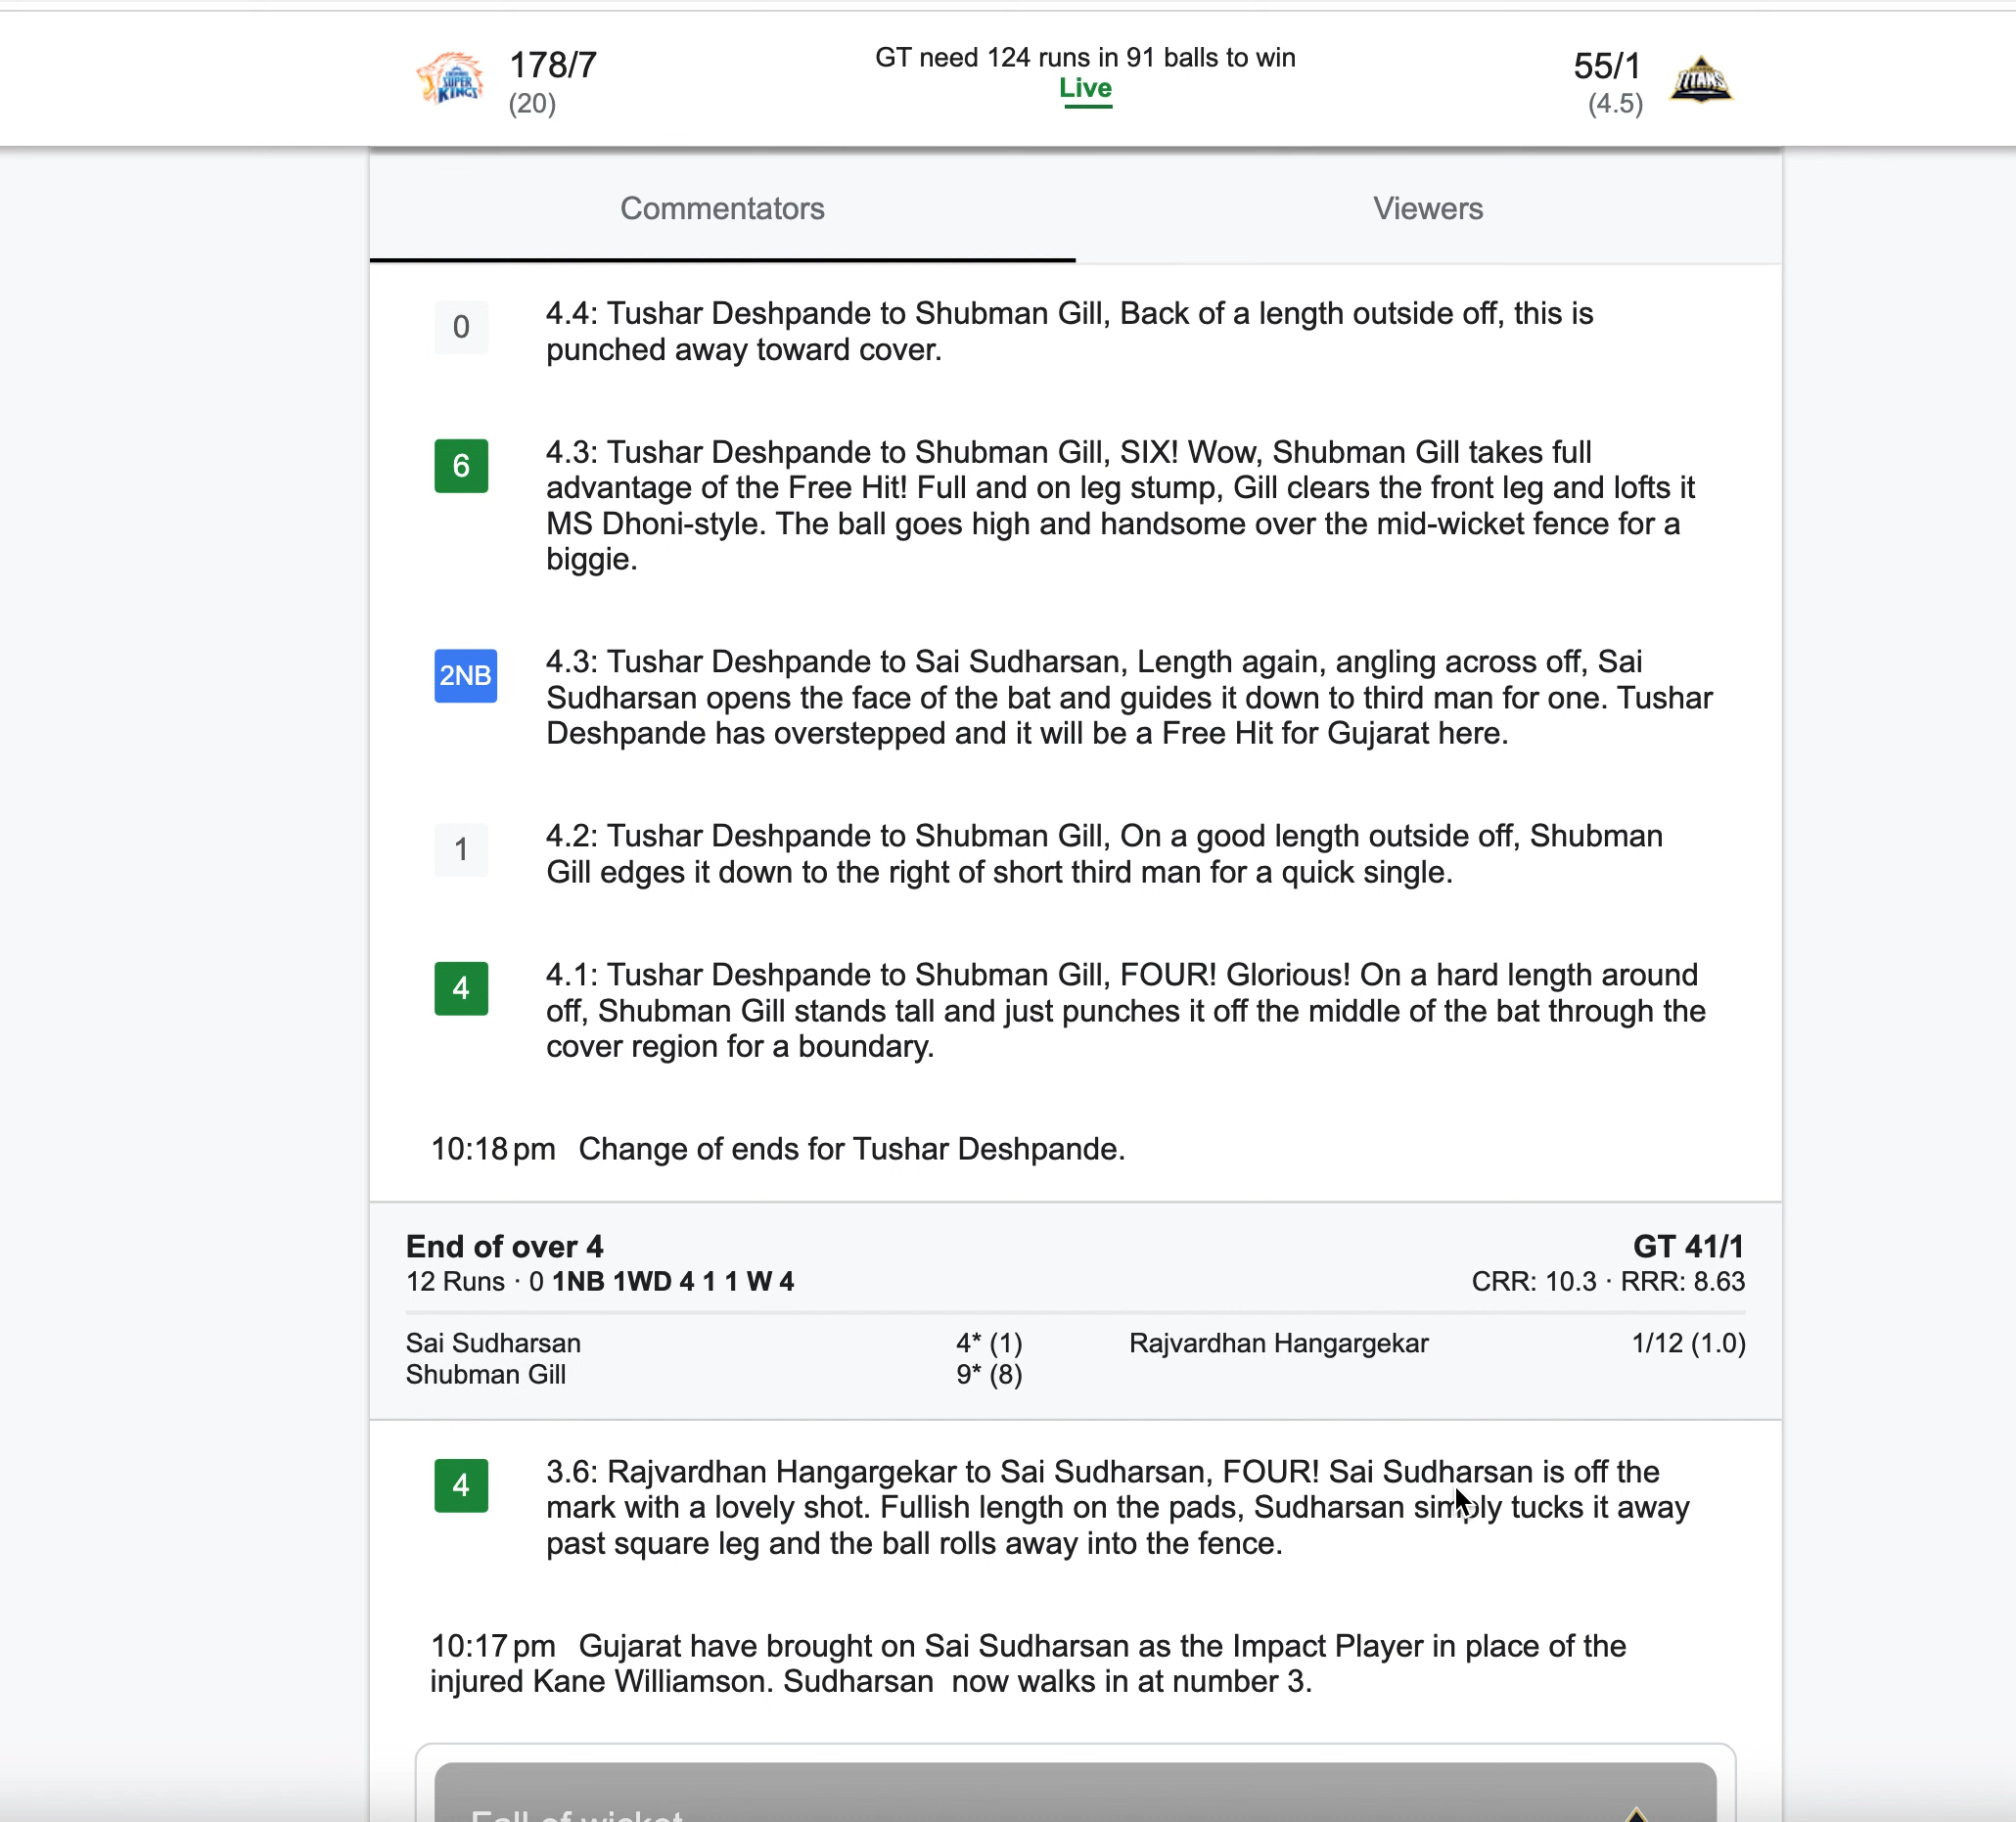 178/7
(20)
GT need 124 runs in 91 balls to win
Live
55/1
(4.5)
SUPER
KINGS
TITANS
Commentators
Viewers
0
4.4: Tushar Deshpande to Shubman Gill, Back of a length outside off, this is
punched away toward cover.
6
4.3: Tushar Deshpande to Shubman Gill, SIX! Wow, Shubman Gill takes full
advantage of the Free Hit! Full and on leg stump, Gill clears the front leg and lofts it
MS Dhoni-style. The ball goes high and handsome over the mid-wicket fence for a
biggie.
2NB
4.3: Tushar Deshpande to Sai Sudharsan, Length again, angling across off, Sai
Sudharsan opens the face of the bat and guides it down to third man for one. Tushar
Deshpande has overstepped and it will be a Free Hit for Gujarat here.
1
4.2: Tushar Deshpande to Shubman Gill, On a good length outside off, Shubman
Gill edges it down to the right of short third man for a quick single.
4
4.1: Tushar Deshpande to Shubman Gill, FOUR! Glorious! On a hard length around
off, Shubman Gill stands tall and just punches it off the middle of the bat through the
cover region for a boundary.
10:18 pm Change of ends for Tushar Deshpande.
End of over 4
GT 41/1
12 Runs · 0 1NB 1WD 4 1 1 W 4
CRR: 10.3 · RRR: 8.63
Sai Sudharsan 4* (1)
Rajvardhan Hangargekar 1/12 (1.0)
Shubman Gill 9* (8)
4
3.6: Rajvardhan Hangargekar to Sai Sudharsan, FOUR! Sai Sudharsan is off the
mark with a lovely shot. Fullish length on the pads, Sudharsan simply tucks it away
past square leg and the ball rolls away into the fence.
10:17 pm Gujarat have brought on Sai Sudharsan as the Impact Player in place of the
injured Kane Williamson. Sudharsan now walks in at number 3.
Fall of wicket